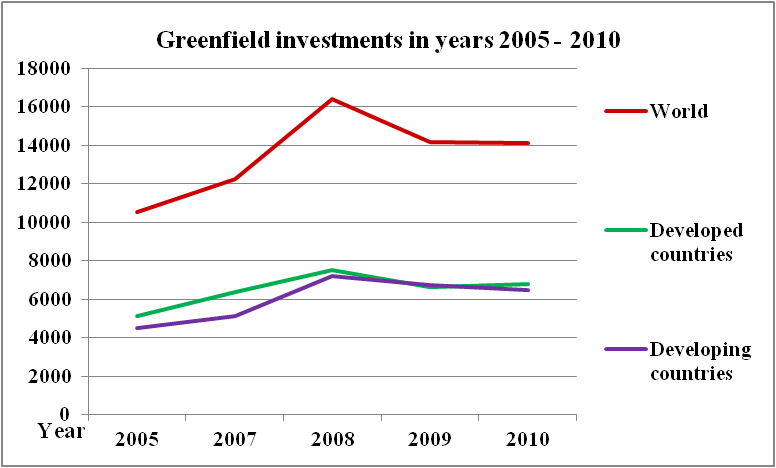 Greenfield investments in years 2005 - 2010
18000
16000
14000
12000
10000
8000
6000
4000
2000
0
Year
2005 2007 2008 2009 2010
World
Developed
countries
Developing
countries